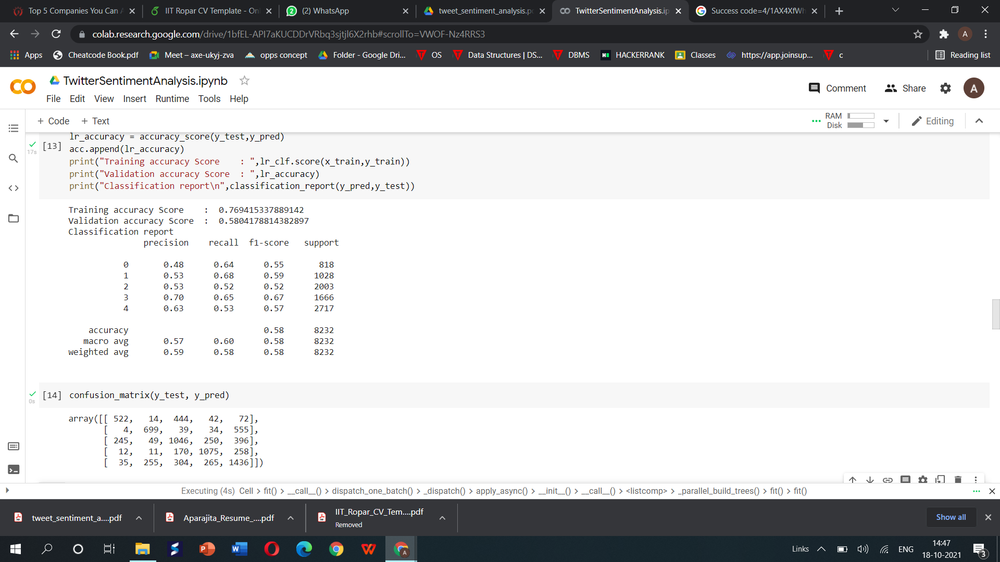 Top 5 Companies You Can A
IIT Ropar CV Template - Onl
(2) WhatsApp
tweet_sentiment_analysis.p
TwitterSentimentAnalysis.ip
Success code=4/1AX4XfWh
colab.research.google.com/drive/1bfEL-API7aKUCDDrVRbq3sjtjl6X2rhb#scrollTo=VWOF-Nz4RRS3
A
Apps
Cheatcode Book.pdf
Meet – axe-ukyj-zva
opps concept
Folder - Google Dri...
OS
Data Structures | DS...
DBMS
HACKERRANK
Classes
https://app.joinsup...
c
Reading list
TwitterSentimentAnalysis.ipynb
Comment
Share
A
File Edit View Insert Runtime Tools Help
+ Code + Text
RAM
Disk
Editing
lr_accuracy = accuracy_score(y_test,y_pred)
17s
[13]
acc.append(lr_accuracy)
print("Training accuracy Score    : ",lr_clf.score(x_train,y_train))
print("Validation accuracy Score  : ",lr_accuracy)
print("Classification report\n",classification_report(y_pred,y_test))
Training accuracy Score    :  0.769415337889142
Validation accuracy Score  :  0.5804178814382897
Classification report
precision    recall  f1-score   support
0       0.48      0.64      0.55       818
1       0.53      0.68      0.59      1028
2       0.53      0.52      0.52      2003
3       0.70      0.65      0.67      1666
4       0.63      0.53      0.57      2717
accuracy                           0.58      8232
macro avg       0.57      0.60      0.58      8232
weighted avg       0.59      0.58      0.58      8232
0s
[14] confusion_matrix(y_test, y_pred)
array([[ 522,   14,  444,   42,   72],
[   4,  699,   39,   34,  555],
[ 245,   49, 1046,  250,  396],
[  12,   11,  170, 1075,  258],
[  35,  255,  304,  265, 1436]])
Executing (4s) Cell > fit() > __call__() > dispatch_one_batch() > _dispatch() > apply_async() > __init__() > __call__() > <listcomp> > _parallel_build_trees() > fit() > fit()
tweet_sentiment_a....pdf
Aparajita_Resume_....pdf
IIT_Ropar_CV_Tem....pdf
Removed
Show all
Links
ENG
14:47
18-10-2021
3